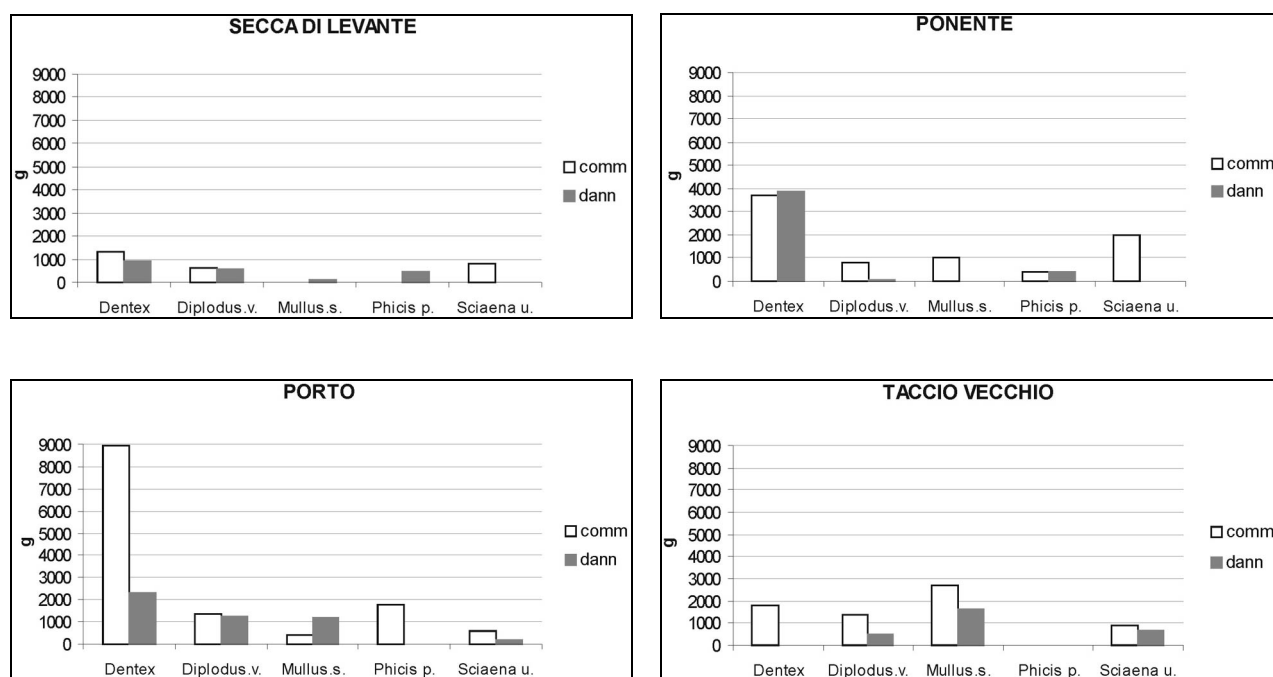 SECCA DI LEVANTE
9000
8000
7000
6000
5000
4000
3000
2000
1000
0
g
Dentex Diplodus.v. Mullus.s. Phicis p. Sciaena u.
comm
dann
PONENTE
9000
8000
7000
6000
5000
4000
3000
2000
1000
0
g
Dentex Diplodus.v. Mullus.s. Phicis p. Sciaena u.
comm
dann
PORTO
9000
8000
7000
6000
5000
4000
3000
2000
1000
0
g
Dentex Diplodus.v. Mullus.s. Phicis p. Sciaena u.
comm
dann
TACCIO VECCHIO
9000
8000
7000
6000
5000
4000
3000
2000
1000
0
g
Dentex Diplodus.v. Mullus.s. Phicis p. Sciaena u.
comm
dann